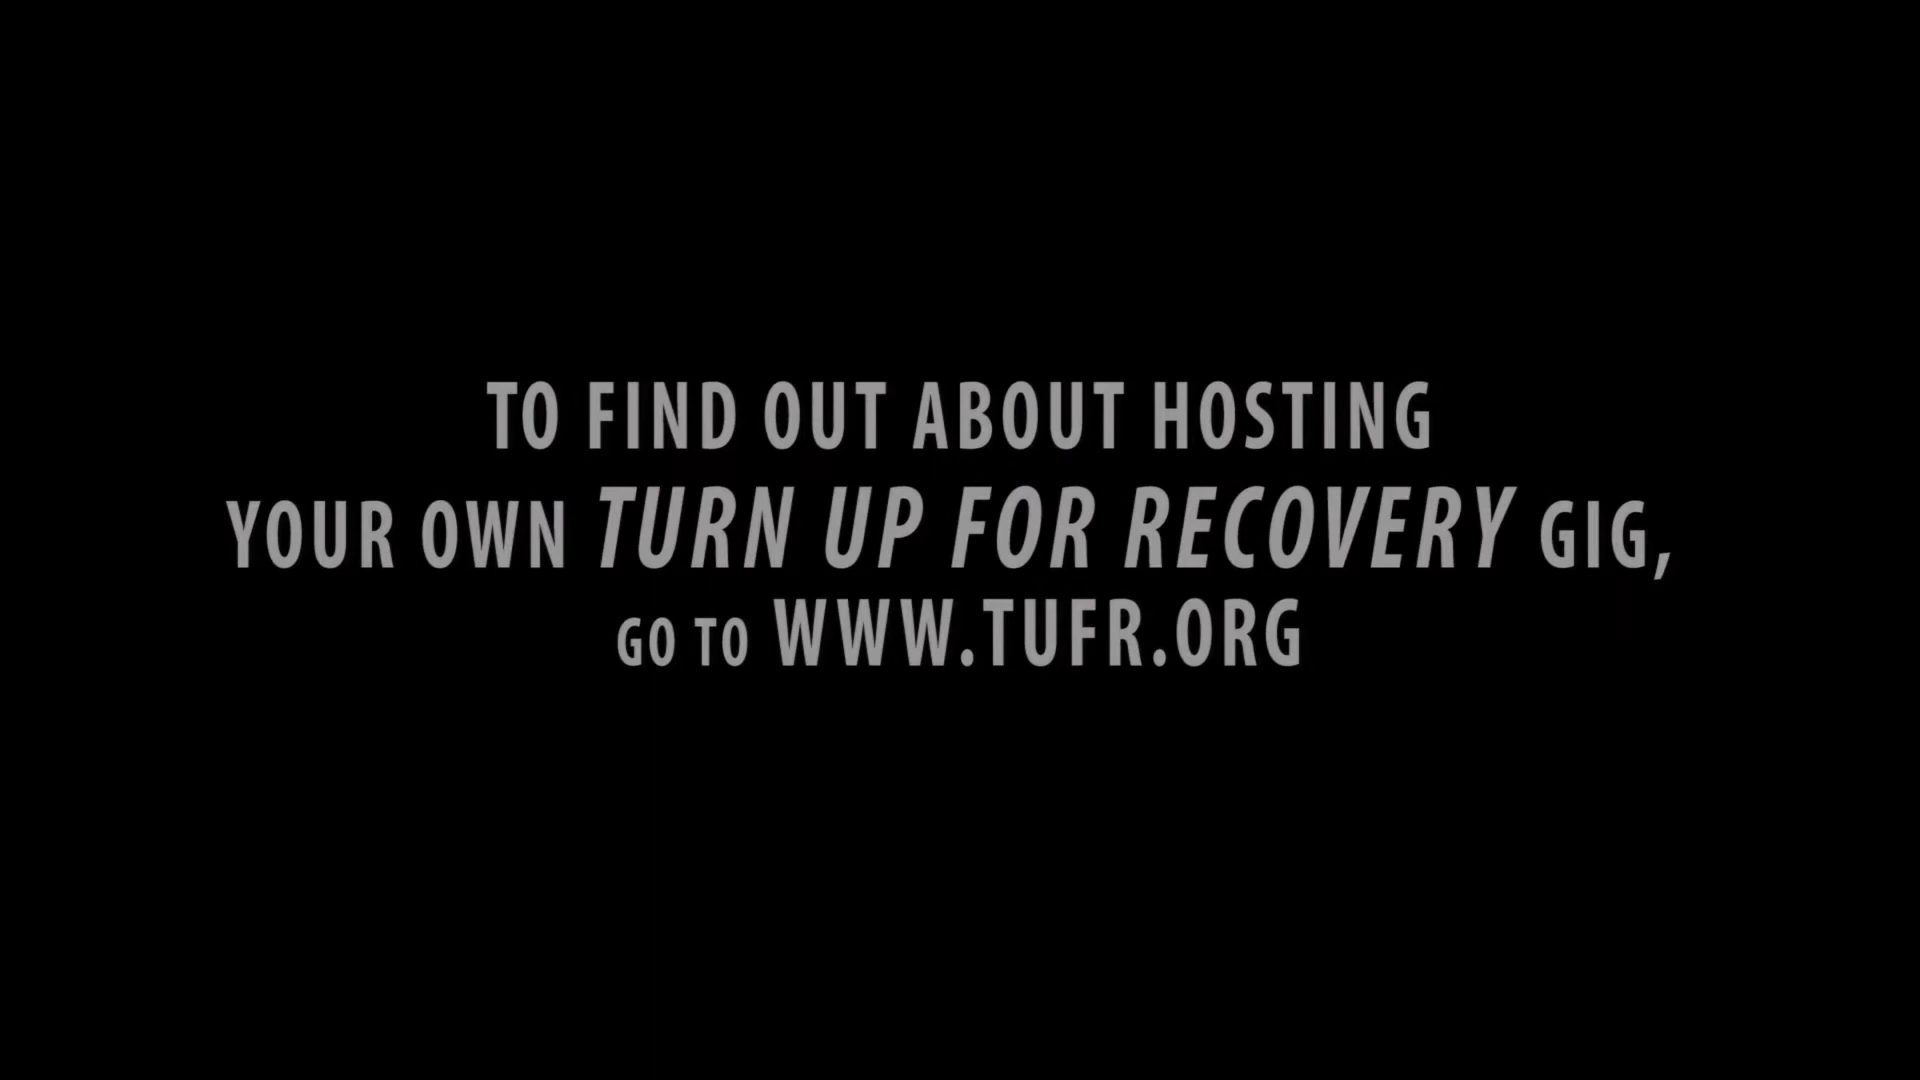 TO FIND OUT ABOUT HOSTING
YOUR OWN TURN UP FOR RECOVERY GIG,
GO TO WWW.TUFR.ORG